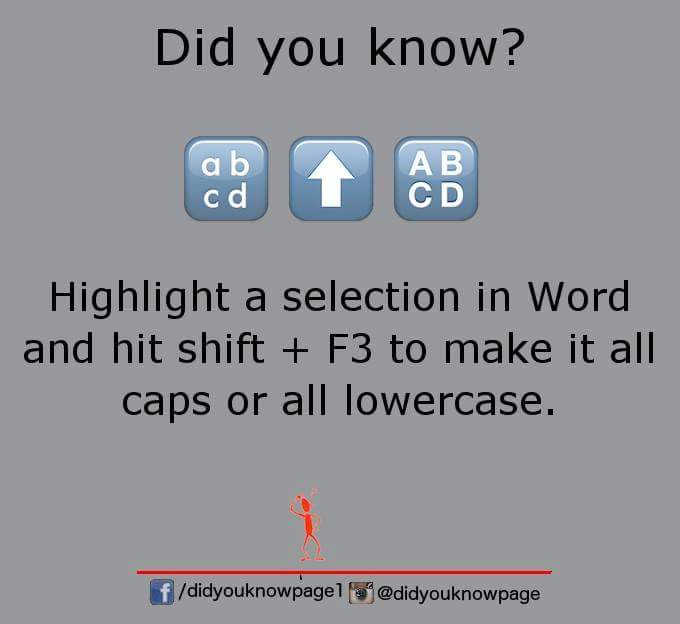 Did you know?
ab
cd
AB
CD
Highlight a selection in Word
and hit shift + F3 to make it all
caps or all lowercase.
?
f /didyouknowpage1 @didyouknowpage